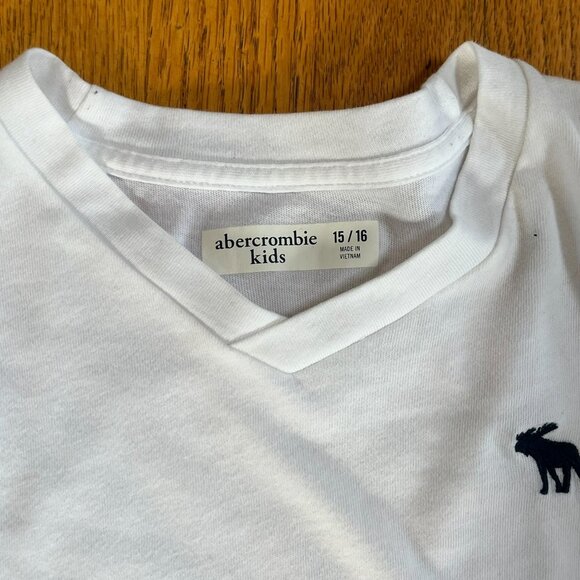 abercrombie
kids
15 / 16
MADE IN
VIETNAM